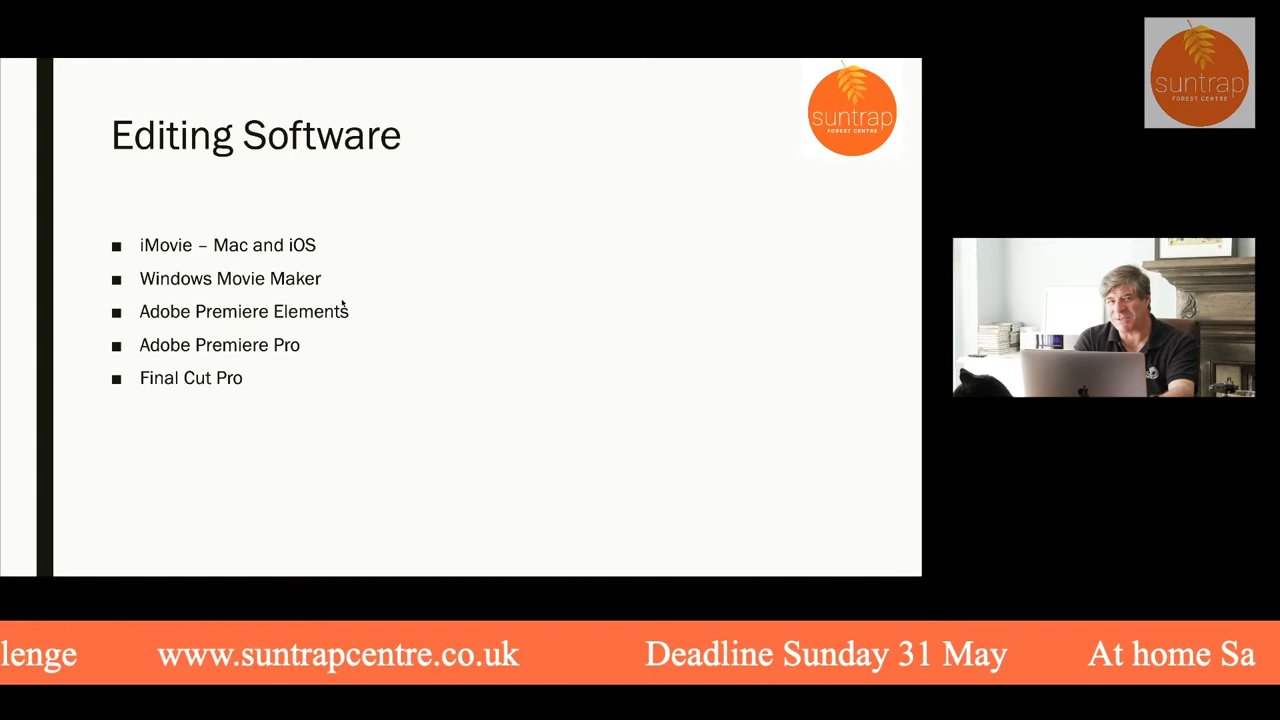 suntrap
FOREST CENTRE
suntrap
FOREST CENTRE
Editing Software
■ iMovie – Mac and iOS
■ Windows Movie Maker
■ Adobe Premiere Elements
■ Adobe Premiere Pro
■ Final Cut Pro
lenge www.suntrapcentre.co.uk Deadline Sunday 31 May At home Sa